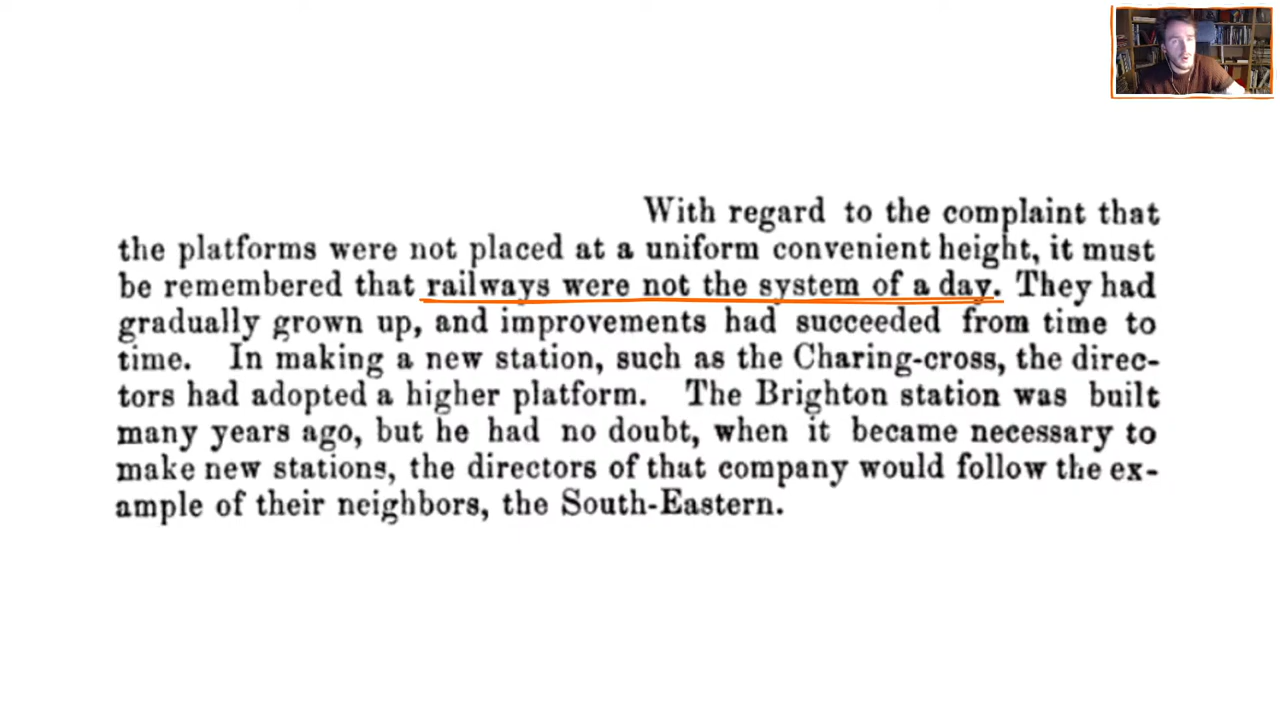 With regard to the complaint that
the platforms were not placed at a uniform convenient height, it must
be remembered that railways were not the system of a day. They had
gradually grown up, and improvements had succeeded from time to
time. In making a new station, such as the Charing-cross, the direc-
tors had adopted a higher platform. The Brighton station was built
many years ago, but he had no doubt, when it became necessary to
make new stations, the directors of that company would follow the ex-
ample of their neighbors, the South-Eastern.